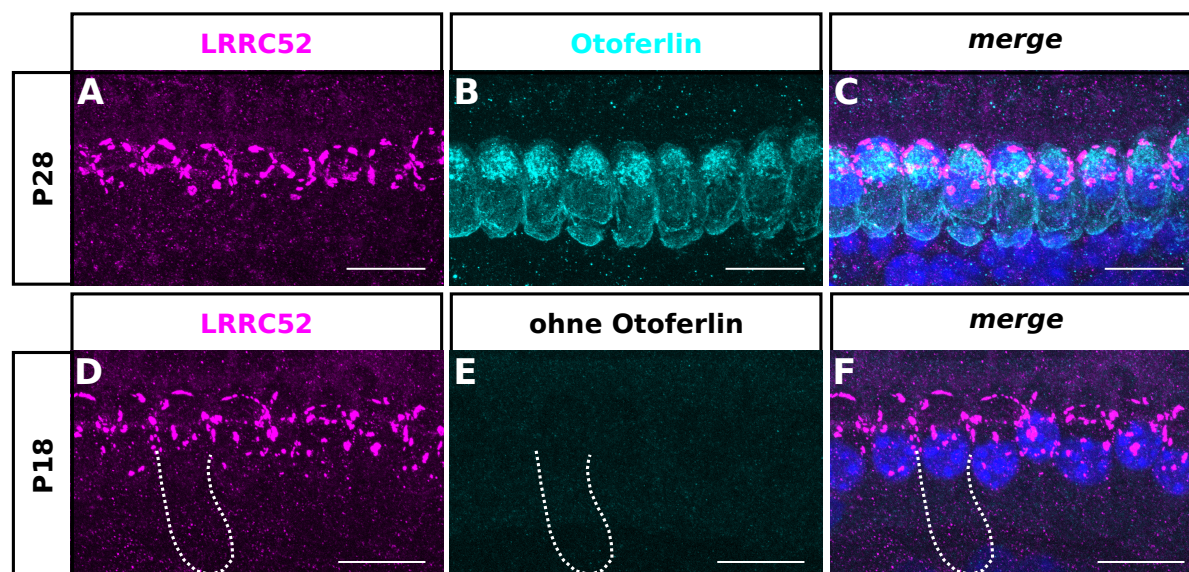 LRRC52
Otoferlin
merge
P28
A
B
C
LRRC52
ohne Otoferlin
merge
P18
D
E
F